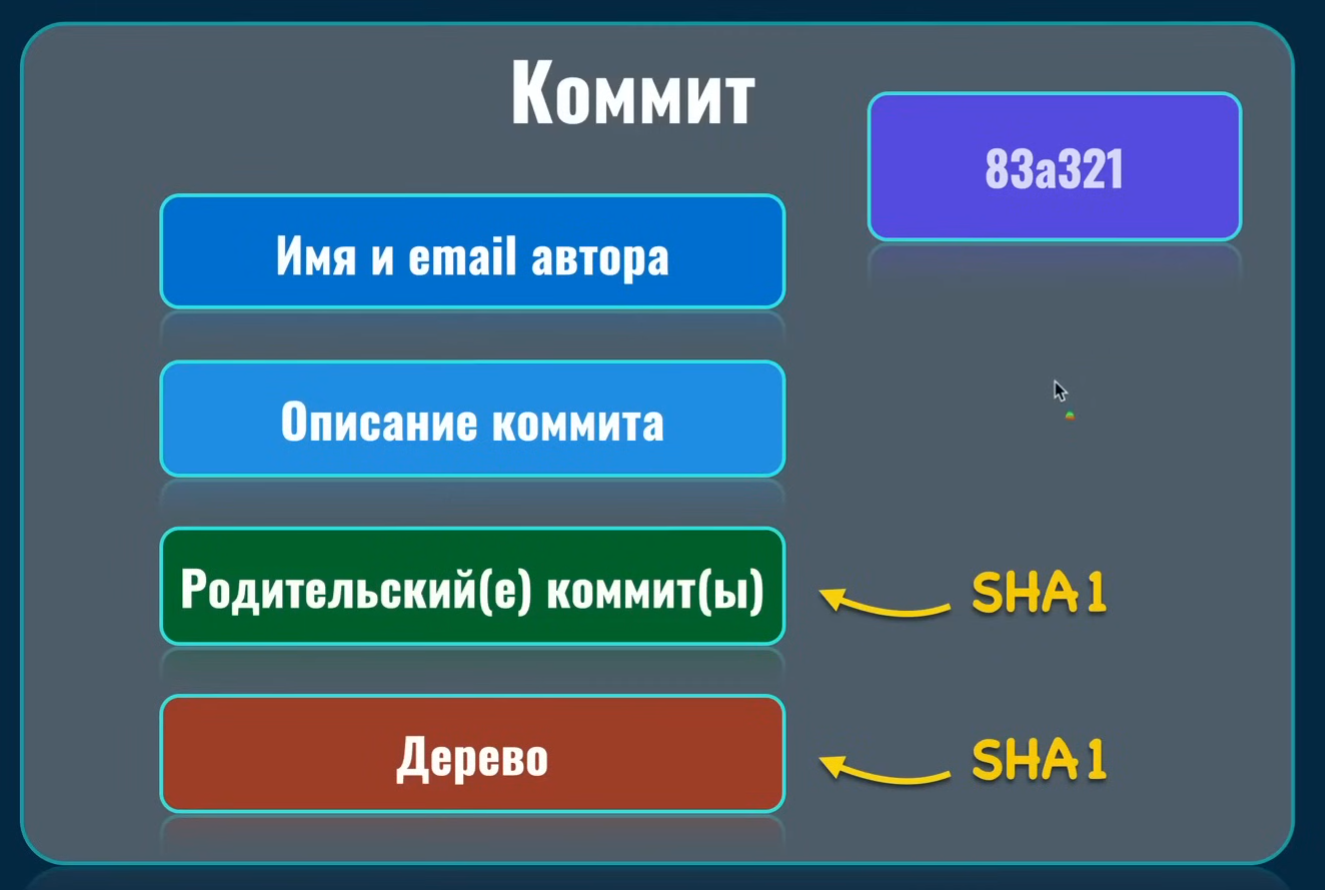 Коммит
83a321
Имя и email автора
Описание коммита
Родительский(е) коммит(ы)
SHA1
Дерево
SHA1